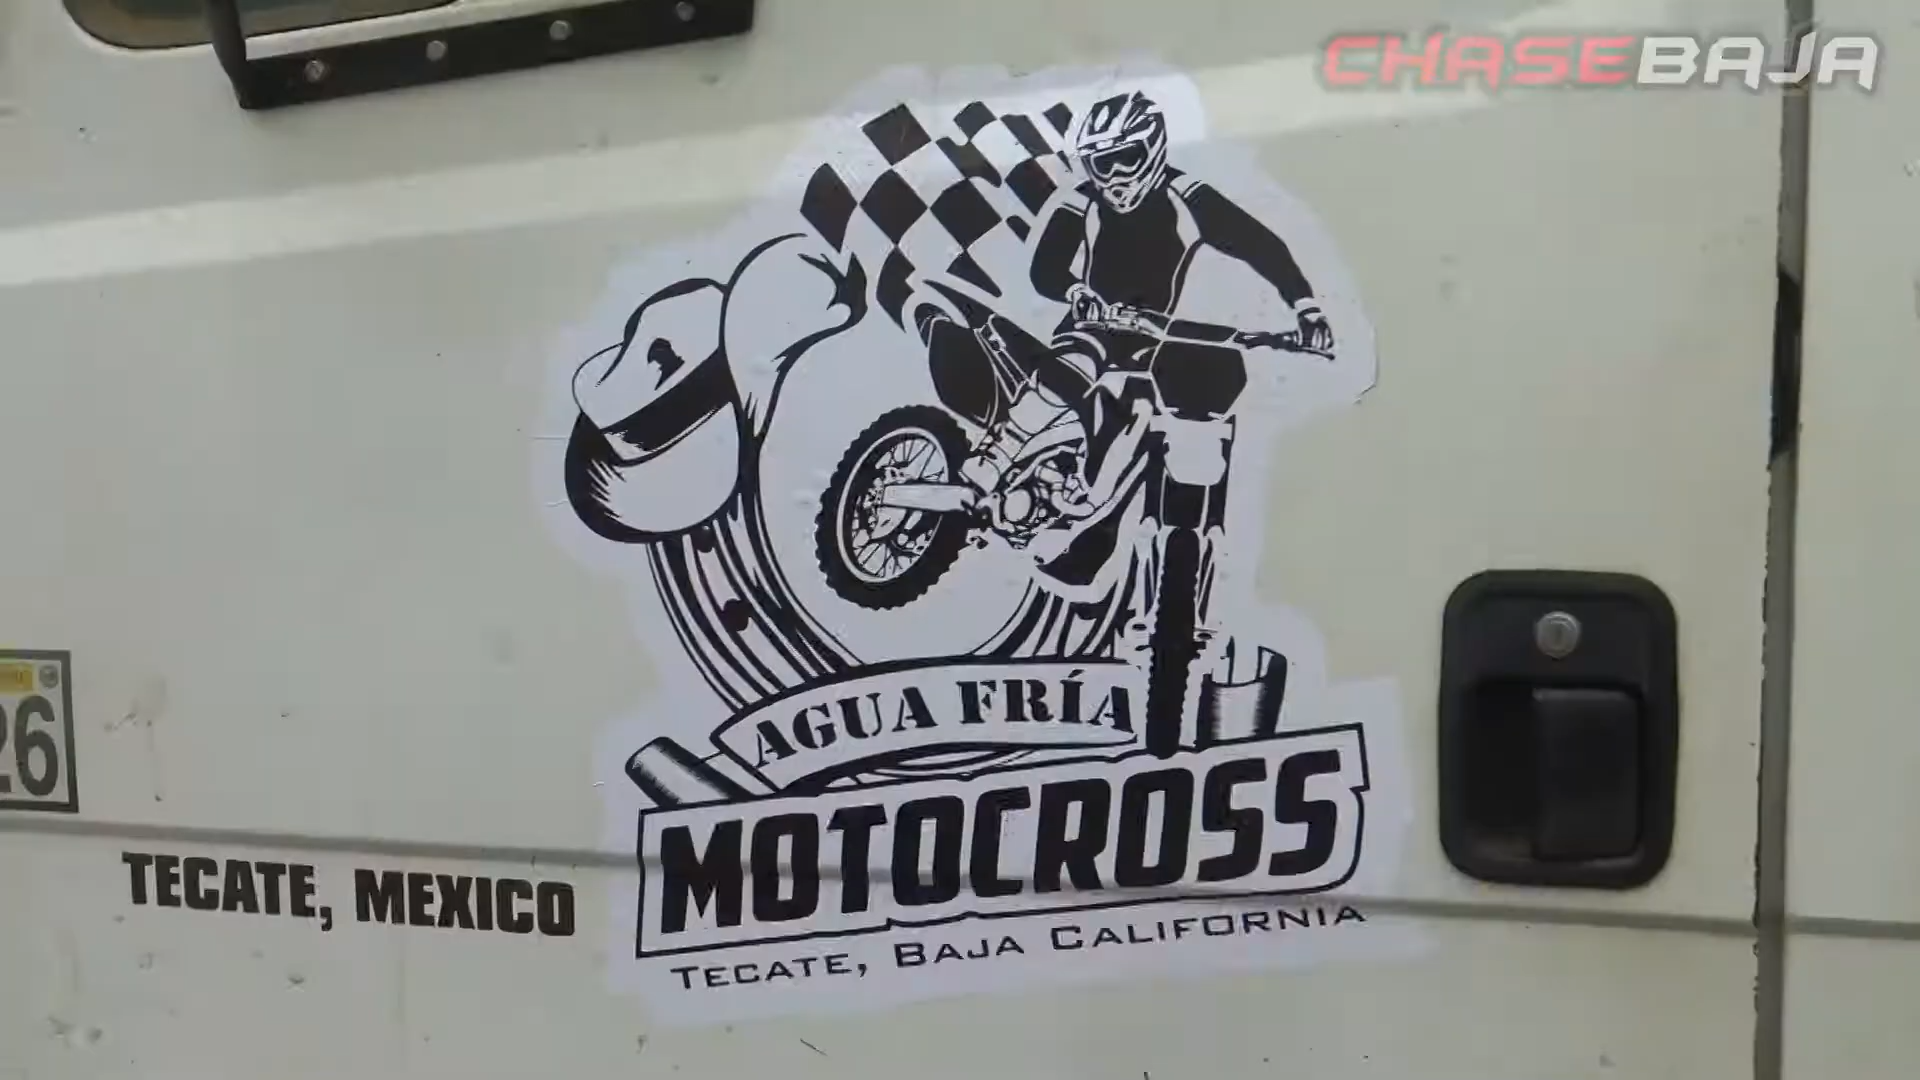 CHASEBAJA
AGUA FRÍA
MOTOCROSS
TECATE, BAJA CALIFORNIA
TECATE, MEXICO
26